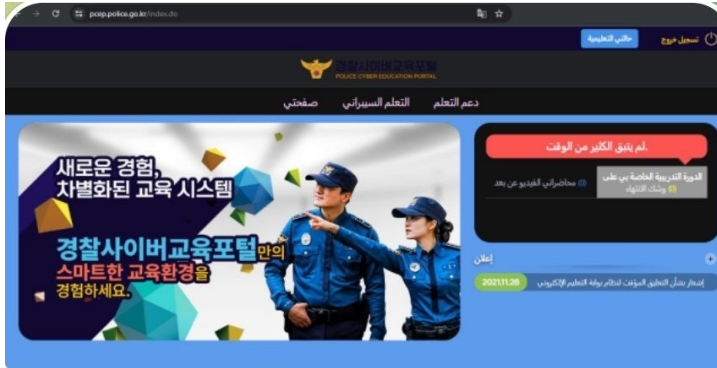 pcep.police.go.kr/index.do
تسجيل خروج
حالتي التعليمية
경찰사이버교육포털
POLICE CYBER EDUCATION PORTAL
دعم التعلم
التعلم السيبراني
صفحتي
새로운 경험,
차별화된 교육 시스템
경찰사이버교육포털만의
스마트한 교육환경을
경험하세요.
لم يتبق الكثير من الوقت.
الدورة التدريبية الخاصة بي على
وشك الانتهاء (0)
محاضراتي الفيديو عن بعد (0)
إعلان
إشعار بشأن التعليق المؤقت لنظام بوابة التعليم الإلكتروني
2021.11.26